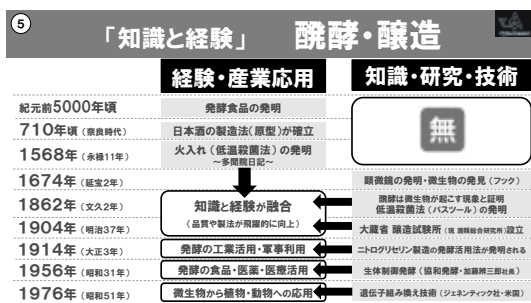 ⑤
「知識と経験」 醗酵・醸造
経験・産業応用
知識・研究・技術
紀元前5000年頃
発酵食品の発明
無
710年頃（奈良時代）
日本酒の製造法（原型）が確立
1568年（永禄11年）
火入れ（低温殺菌法）の発明
～多聞院日記～
1674年（延宝2年）
顕微鏡の発明・微生物の発見（フック）
1862年（文久2年）
知識と経験が融合
（品質や製法が飛躍的に向上）
醗酵は微生物が起こす現象と証明
低温殺菌法（パスツール）の発明
1904年（明治37年）
大蔵省 醸造試験所（現 酒類総合研究所）設立
1914年（大正3年）
発酵の工業活用・軍事利用
ニトログリセリン製造の発酵活用法が発明される
1956年（昭和31年）
発酵の食品・医薬・医療活用
生体制御発酵（協和発酵・加藤辨三郎社長）
1976年（昭和51年）
微生物から植物・動物への応用
遺伝子組み換え技術（ジェネンティック社・米国）